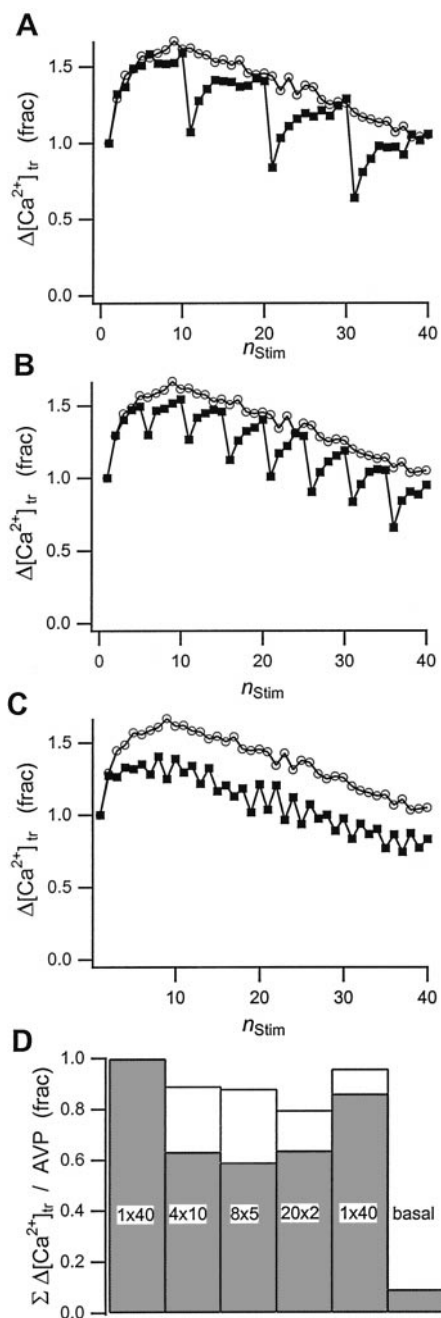 A
Δ[Ca²⁺]tr (frac)
1.5
1.0
0.5
0.0
0 10 20 30 40
nStim
B
Δ[Ca²⁺]tr (frac)
1.5
1.0
0.5
0.0
0 10 20 30 40
nStim
C
Δ[Ca²⁺]tr (frac)
1.5
1.0
0.5
0.0
10 20 30 40
nStim
D
Σ Δ[Ca²⁺]tr / AVP (frac)
1.0
0.8
0.6
0.4
0.2
0.0
1x40 4x10 8x5 20x2 1x40 basal